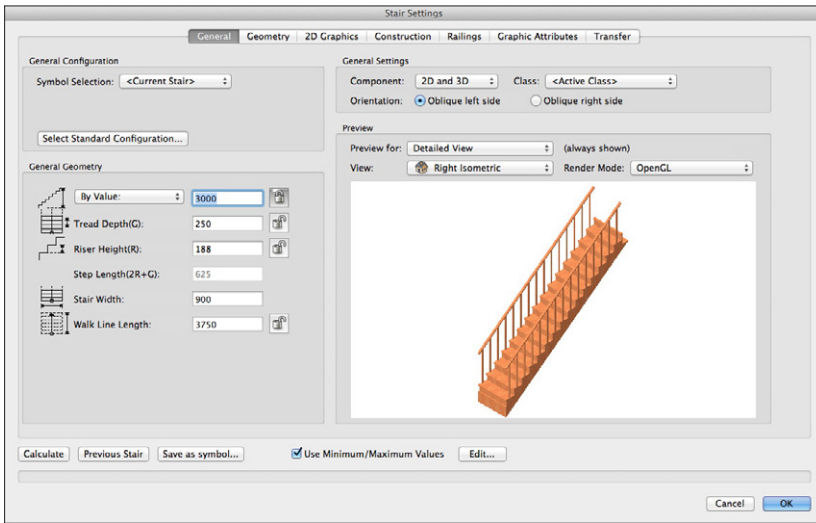 Stair Settings
General Geometry 2D Graphics Construction Railings Graphic Attributes Transfer
General Configuration
Symbol Selection: <Current Stair>
Select Standard Configuration...
General Geometry
By Value: 3000
Tread Depth(G): 250
Riser Height(R): 188
Step Length(2R+G): 625
Stair Width: 900
Walk Line Length: 3750
General Settings
Component: 2D and 3D Class: <Active Class>
Orientation: Oblique left side Oblique right side
Preview
Preview for: Detailed View (always shown)
View: Right Isometric Render Mode: OpenGL
Calculate Previous Stair Save as symbol... Use Minimum/Maximum Values Edit...
Cancel OK